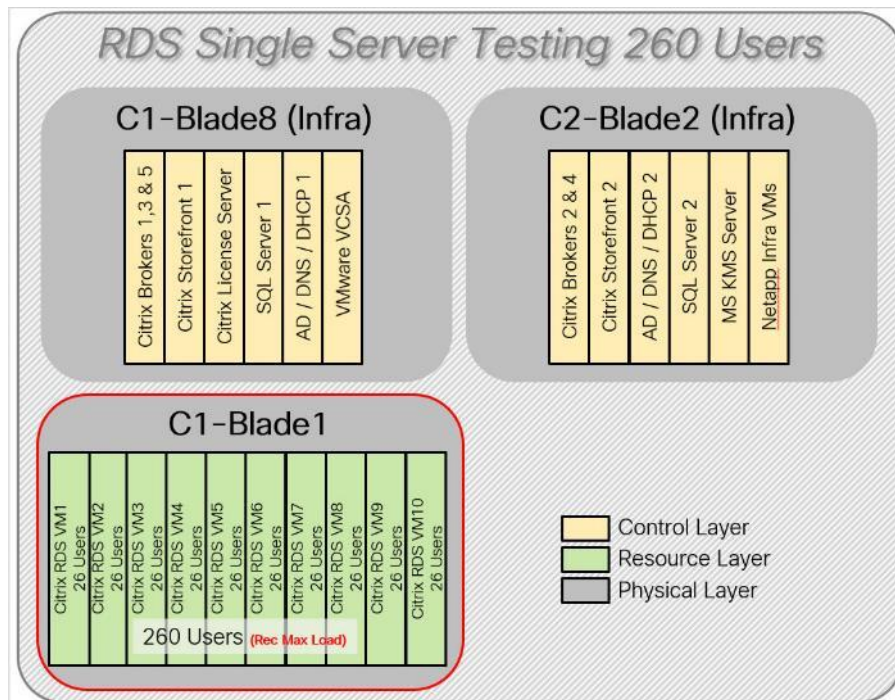 RDS Single Server Testing 260 Users
C1-Blade8 (Infra)
Citrix Brokers 1,3 & 5
Citrix Storefront 1
Citrix License Server
SQL Server 1
AD / DNS / DHCP 1
VMware VCSA
C2-Blade2 (Infra)
Citrix Brokers 2 & 4
Citrix Storefront 2
AD / DNS / DHCP 2
SQL Server 2
MS KMS Server
Netapp Infra VMs
C1-Blade1
Citrix RDS VM1
26 Users
Citrix RDS VM2
26 Users
Citrix RDS VM3
26 Users
Citrix RDS VM4
26 Users
Citrix RDS VM5
26 Users
Citrix RDS VM6
26 Users
Citrix RDS VM7
26 Users
Citrix RDS VM8
26 Users
Citrix RDS VM9
26 Users
Citrix RDS VM10
26 Users
260 Users (Rec Max Load)
Control Layer
Resource Layer
Physical Layer